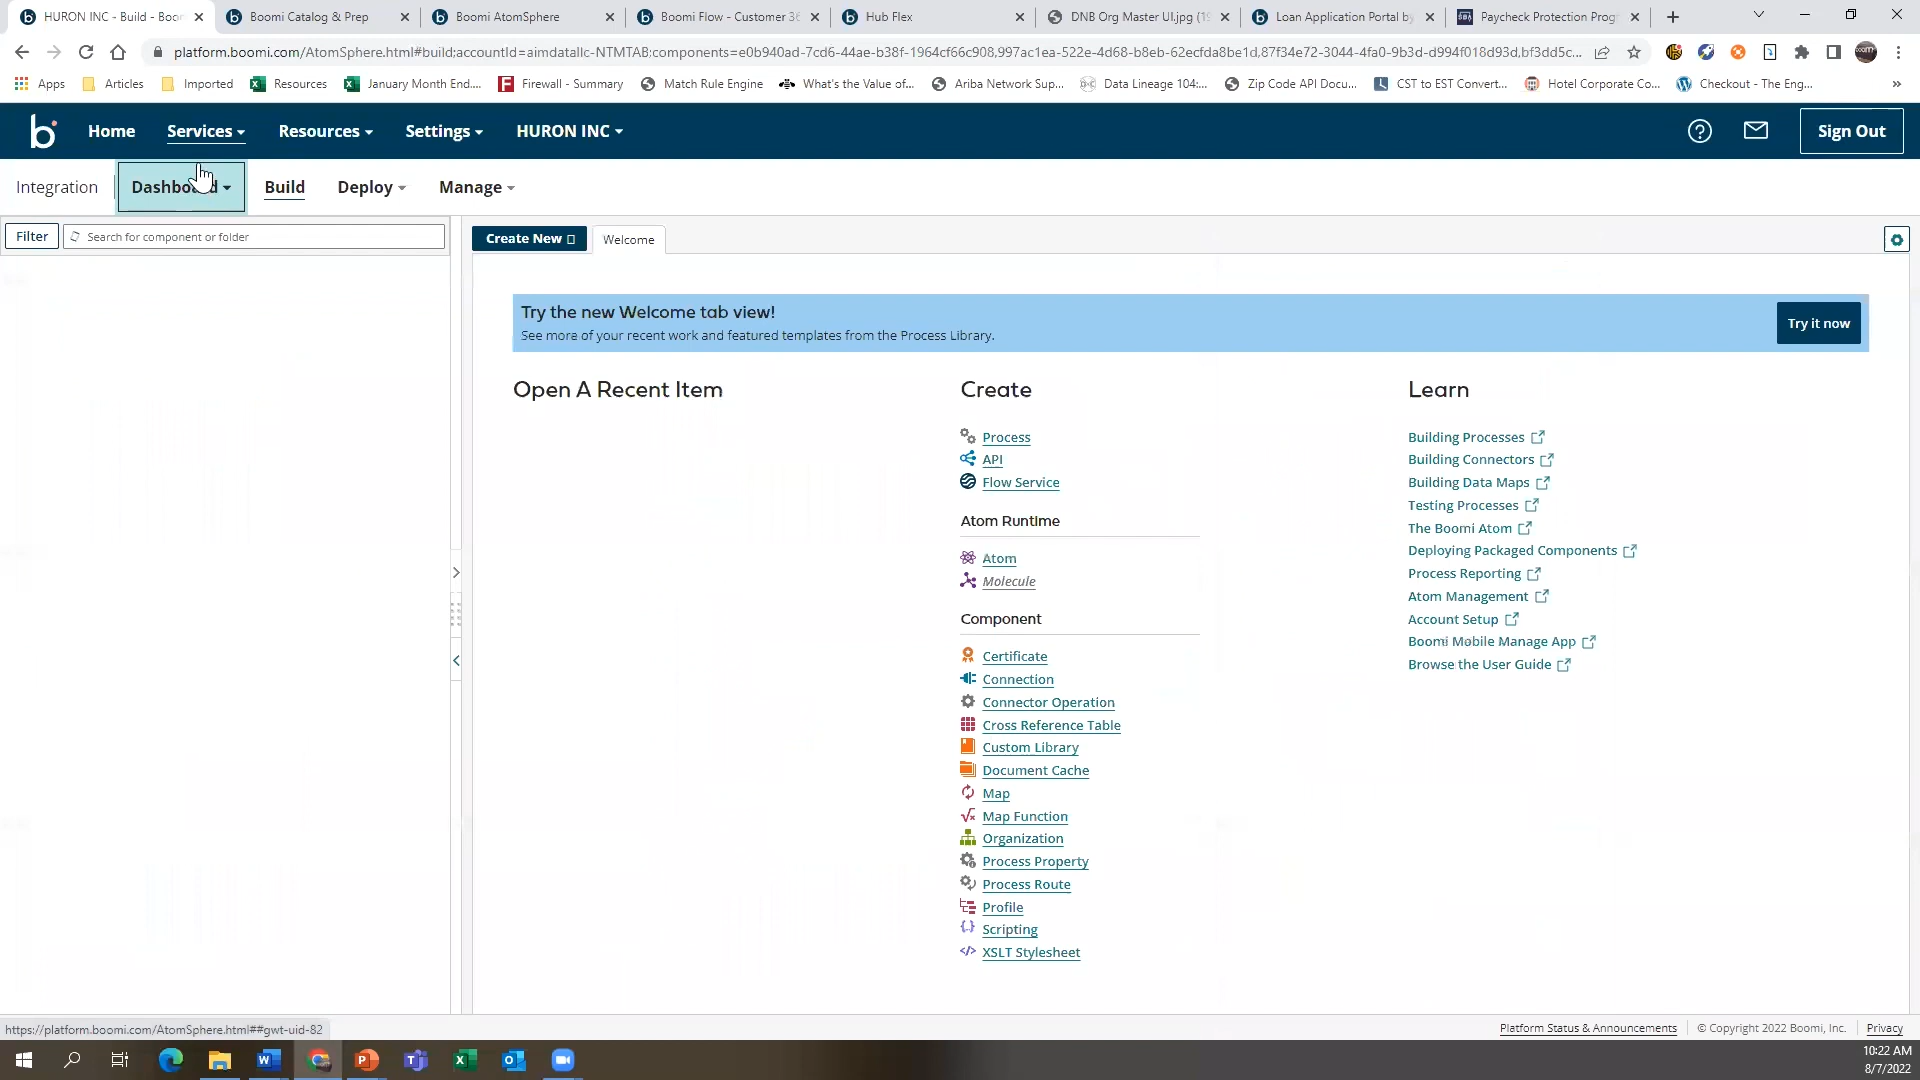 HURON INC - Build - Boo
Boomi Catalog & Prep
Boomi AtomSphere
Boomi Flow - Customer 36
Hub Flex
DNB Org Master UI.jpg (19
Loan Application Portal by
Paycheck Protection Prog
platform.boomi.com/AtomSphere.html#build;accountId=aimdatallc-NTMTAB;components=e0b940ad-7cd6-44ae-b38f-1964cf66c908,997ac1ea-522e-4d68-b8eb-62ecfda8be1d,87f34e72-3044-4fa0-9b3d-d994f018d93d,bf3dd5c...
Apps
Articles
Imported
Resources
January Month End....
Firewall - Summary
Match Rule Engine
What's the Value of...
Ariba Network Sup...
Data Lineage 104:...
Zip Code API Docu...
CST to EST Convert...
Hotel Corporate Co...
Checkout - The Eng...
»
Home
Services
Resources
Settings
HURON INC
Sign Out
Integration
Build
Deploy
Manage
Filter
Search for component or folder
Create New
Welcome
Try the new Welcome tab view!
See more of your recent work and featured templates from the Process Library.
Try it now
Open A Recent Item
Create
Process
API
Flow Service
Atom Runtime
Atom
Molecule
Component
Certificate
Connection
Connector Operation
Cross Reference Table
Custom Library
Document Cache
Map
Map Function
Organization
Process Property
Process Route
Profile
Scripting
XSLT Stylesheet
Learn
Building Processes
Building Connectors
Building Data Maps
Testing Processes
The Boomi Atom
Deploying Packaged Components
Process Reporting
Atom Management
Account Setup
Boomi Mobile Manage App
Browse the User Guide
https://platform.boomi.com/AtomSphere.html##gwt-uid-82
Platform Status & Announcements
© Copyright 2022 Boomi, Inc.
Privacy
10:22 AM
8/7/2022